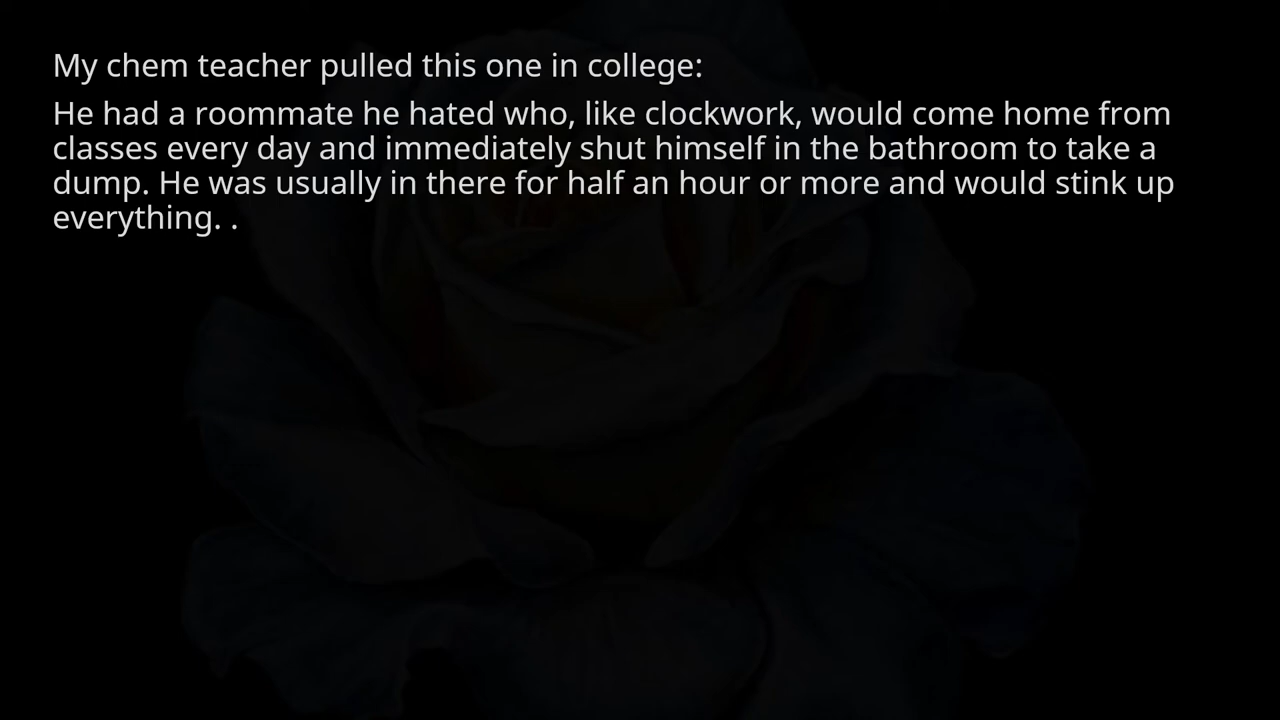 My chem teacher pulled this one in college:
He had a roommate he hated who, like clockwork, would come home from
classes every day and immediately shut himself in the bathroom to take a
dump. He was usually in there for half an hour or more and would stink up
everything. .